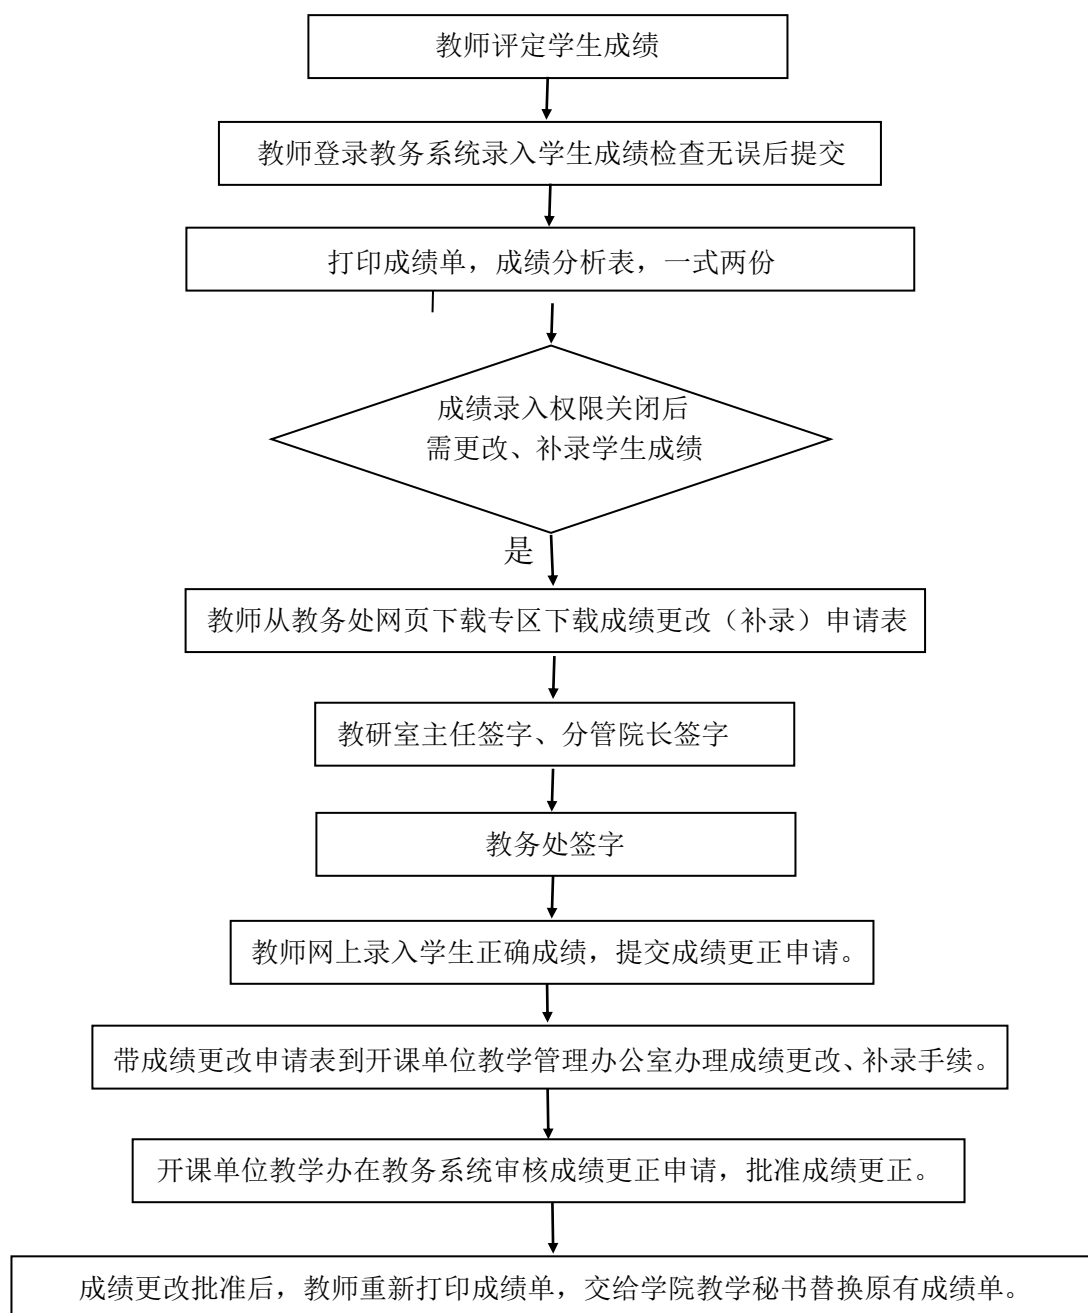 教师评定学生成绩
教师登录教务系统录入学生成绩检查无误后提交
打印成绩单，成绩分析表，一式两份
成绩录入权限关闭后
需更改、补录学生成绩
是
教师从教务处网页下载专区下载成绩更改（补录）申请表
教研室主任签字、分管院长签字
教务处签字
教师网上录入学生正确成绩，提交成绩更正申请。
带成绩更改申请表到开课单位教学管理办公室办理成绩更改、补录手续。
开课单位教学办在教务系统审核成绩更正申请，批准成绩更正。
成绩更改批准后，教师重新打印成绩单，交给学院教学秘书替换原有成绩单。